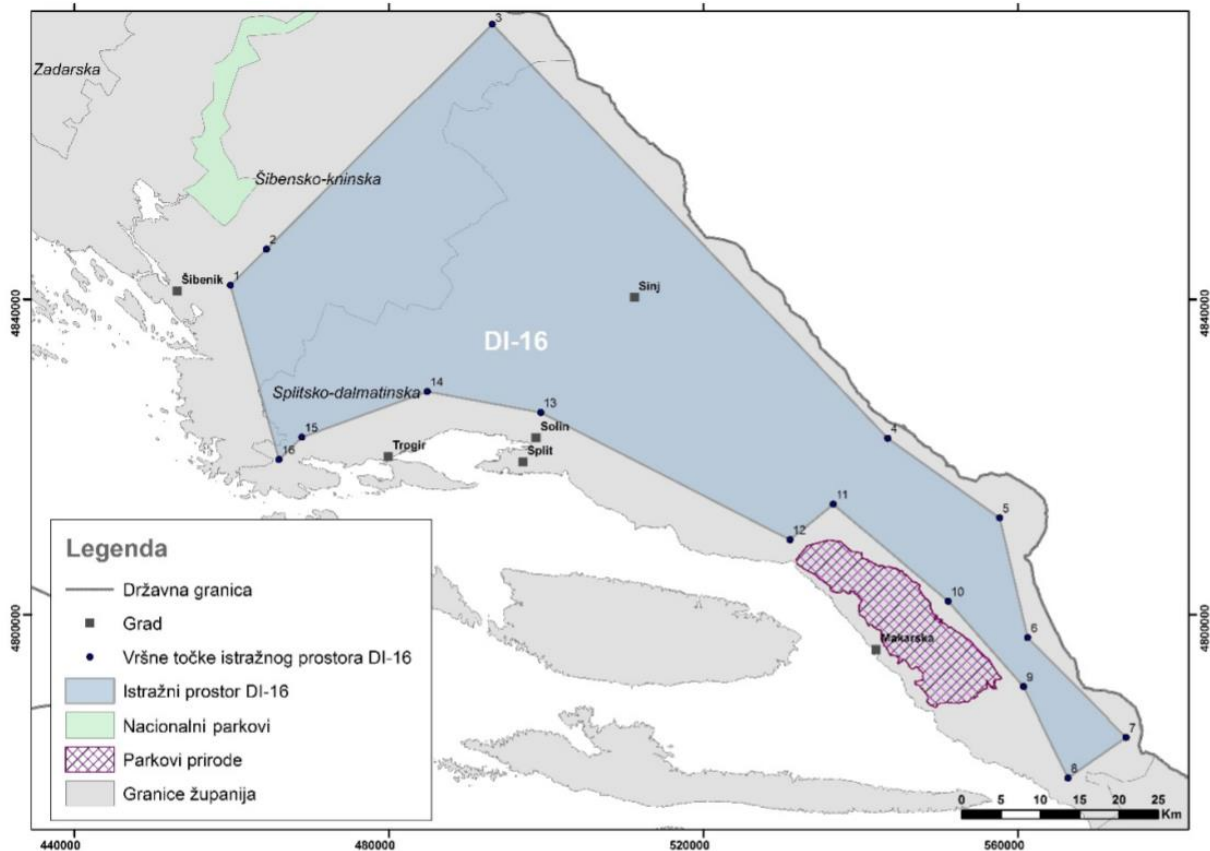 3
Zadarska
Šibensko-kninska
2
1
Šibenik
Sinj
4840000
4840000
DI-16
Splitsko-dalmatinska
14
13
15
Solin
4
16
Trogir
Split
5
11
12
10
4800000
4800000
6
Makarska
9
7
8
Legenda
Državna granica
Grad
Vršne točke istražnog prostora DI-16
Istražni prostor DI-16
Nacionalni parkovi
Parkovi prirode
Granice županija
0 5 10 15 20 25
Km
440000 480000 520000 560000